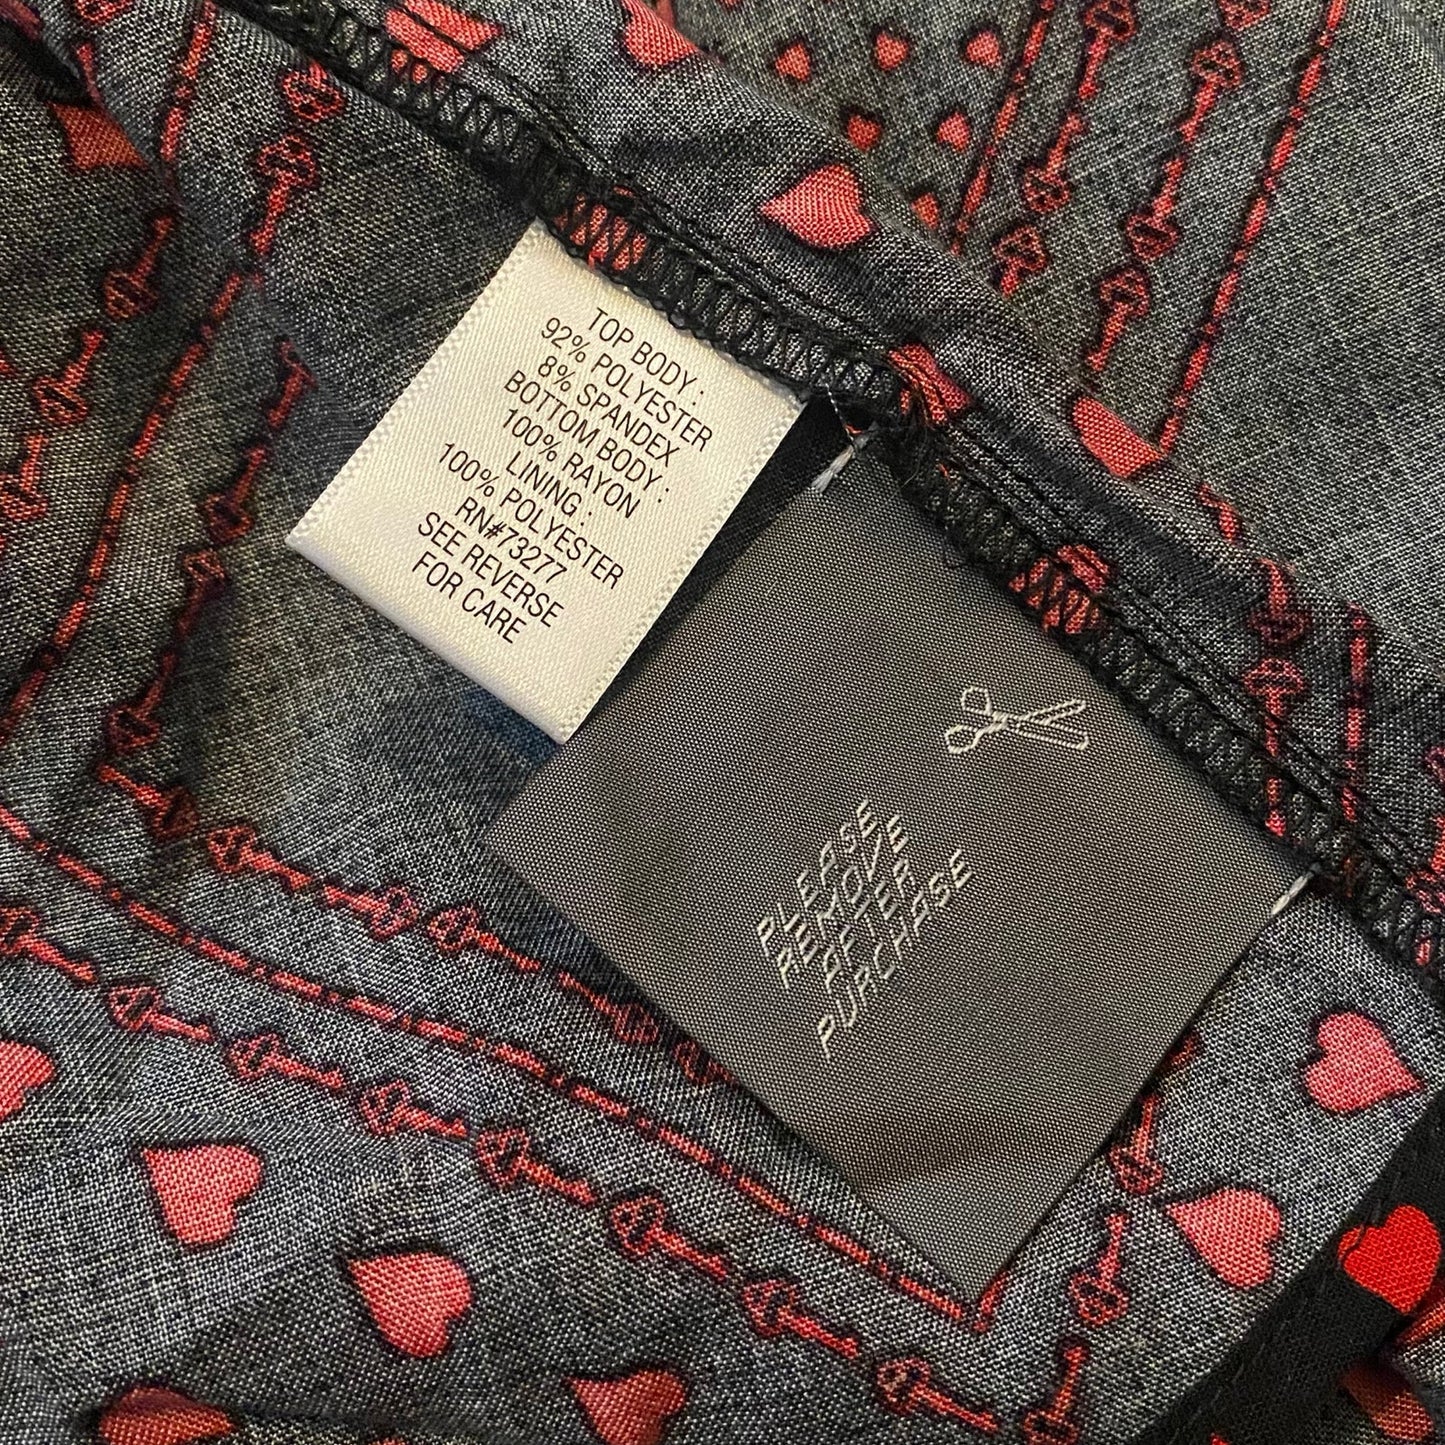 TOP BODY :
92% POLYESTER
8% SPANDEX
BOTTOM BODY :
100% RAYON
LINING :
100% POLYESTER
RN#73277
SEE REVERSE
FOR CARE
PLEASE
REMOVE
AFTER
PURCHASE